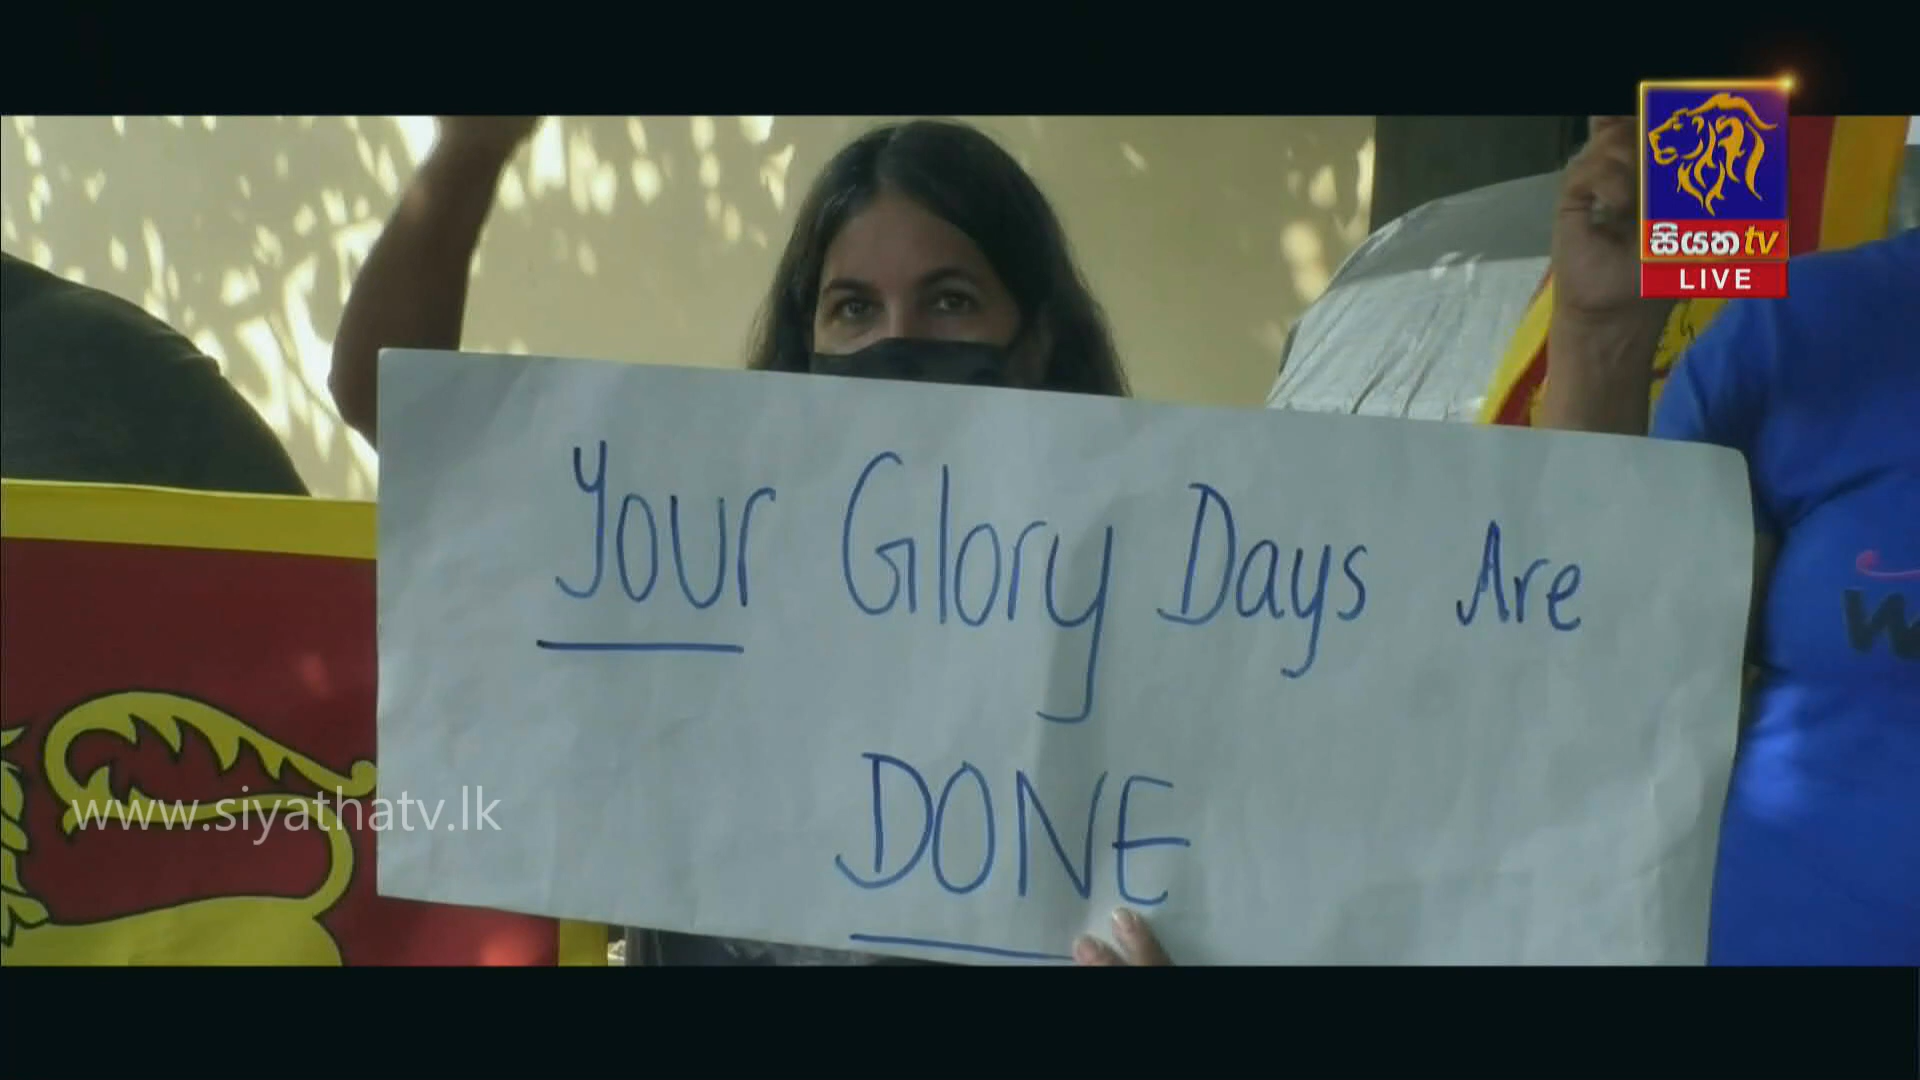 සියත tv
LIVE
Your Glory Days Are
DONE
www.siyathatv.lk